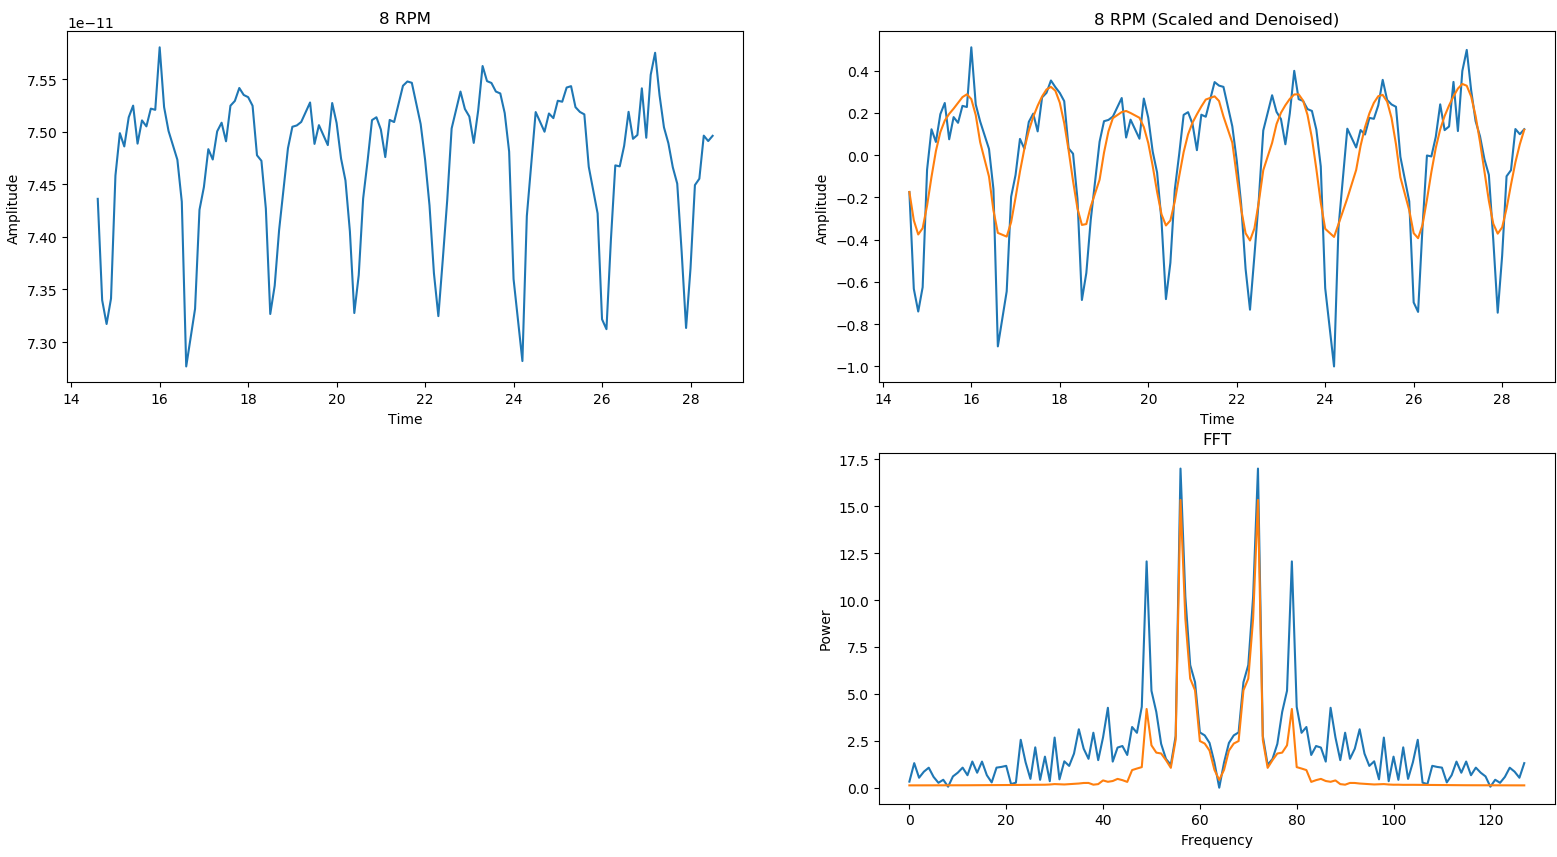 8 RPM
1e−11
7.55
7.50
7.45
7.40
7.35
7.30
Amplitude
14 16 18 20 22 24 26 28
Time
8 RPM (Scaled and Denoised)
0.4
0.2
0.0
−0.2
−0.4
−0.6
−0.8
−1.0
Amplitude
14 16 18 20 22 24 26 28
Time
FFT
17.5
15.0
12.5
10.0
7.5
5.0
2.5
0.0
Power
0 20 40 60 80 100 120
Frequency